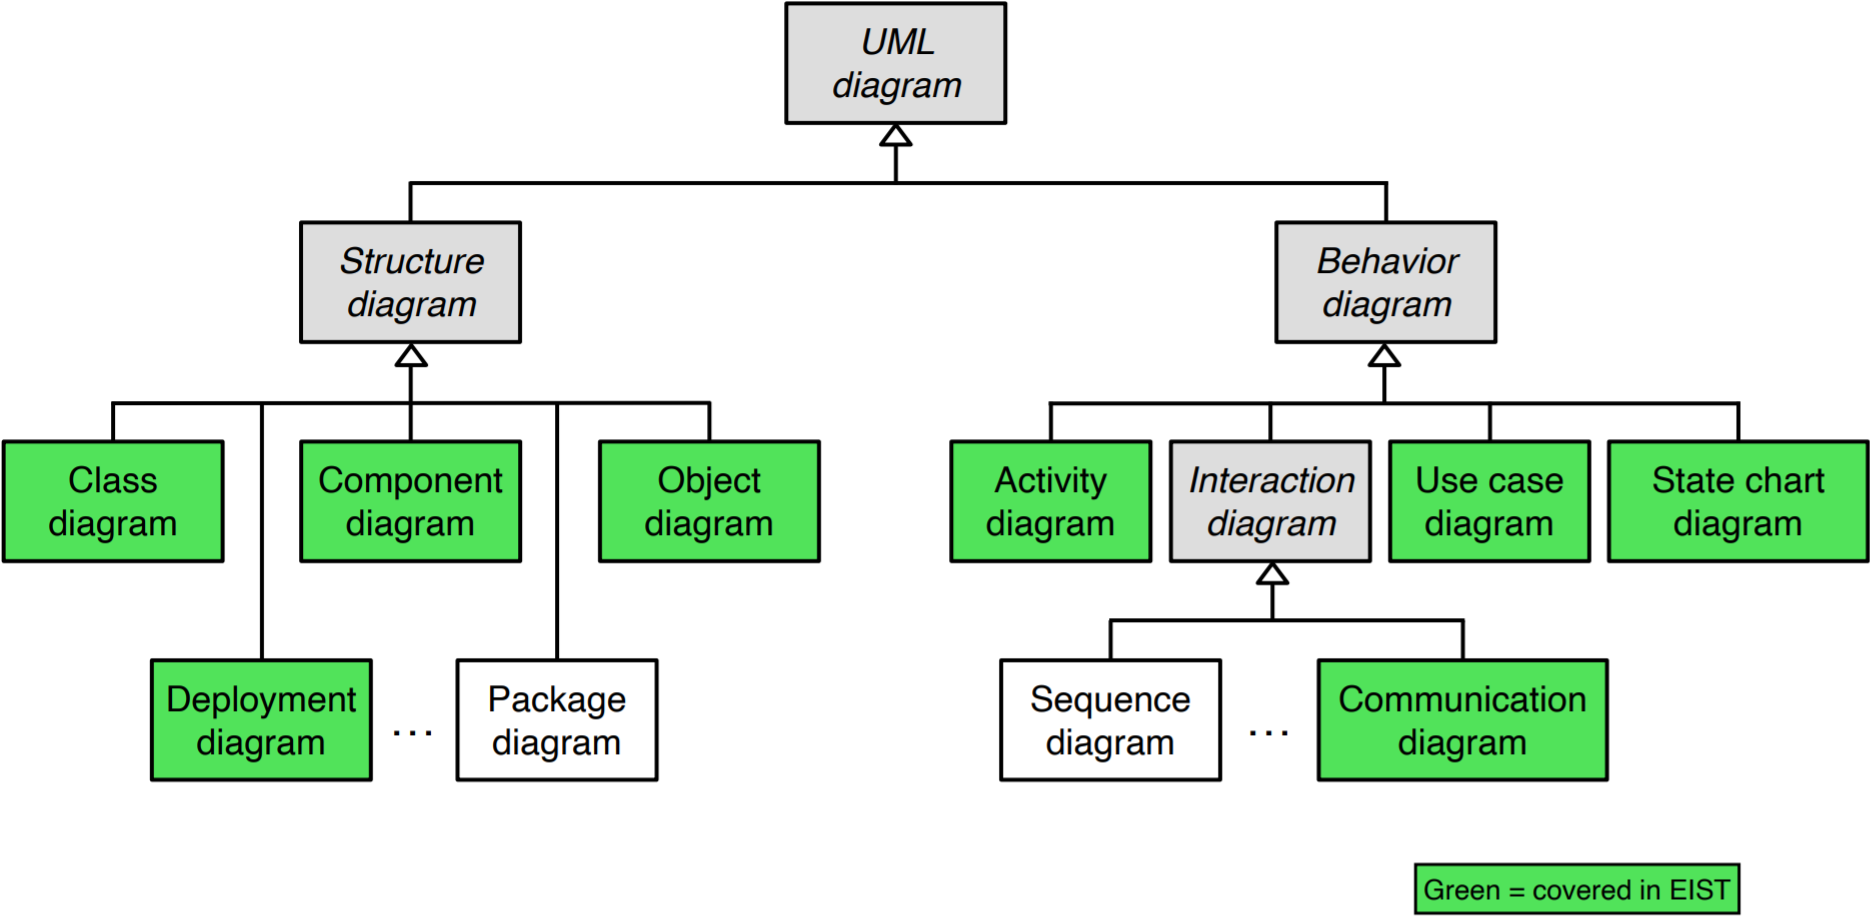 UML
diagram
Structure
diagram
Behavior
diagram
Class
diagram
Component
diagram
Object
diagram
Activity
diagram
Interaction
diagram
Use case
diagram
State chart
diagram
Deployment
diagram
...
Package
diagram
Sequence
diagram
...
Communication
diagram
Green = covered in EIST